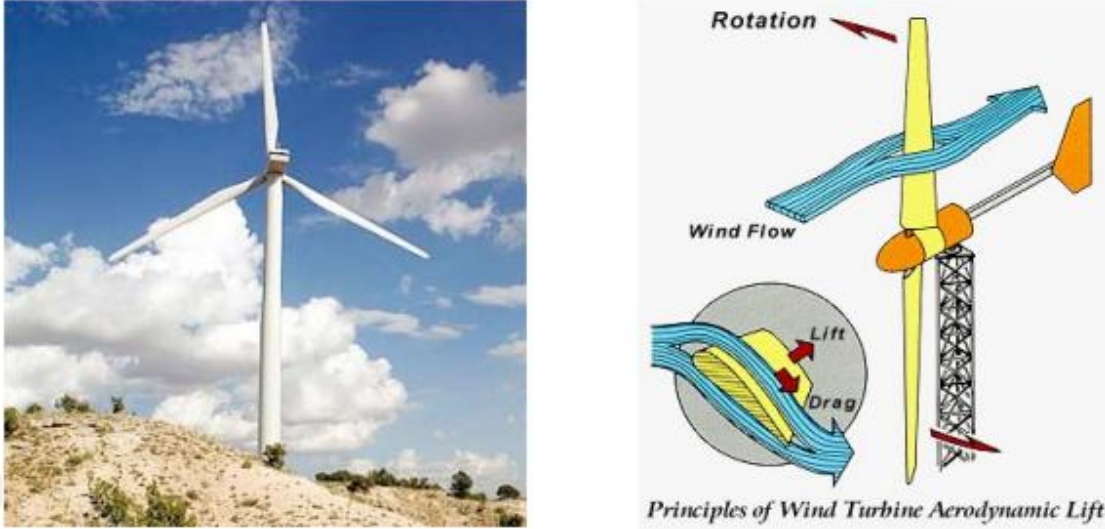 Rotation
Wind Flow
Lift
Drag
Principles of Wind Turbine Aerodynamic Lift